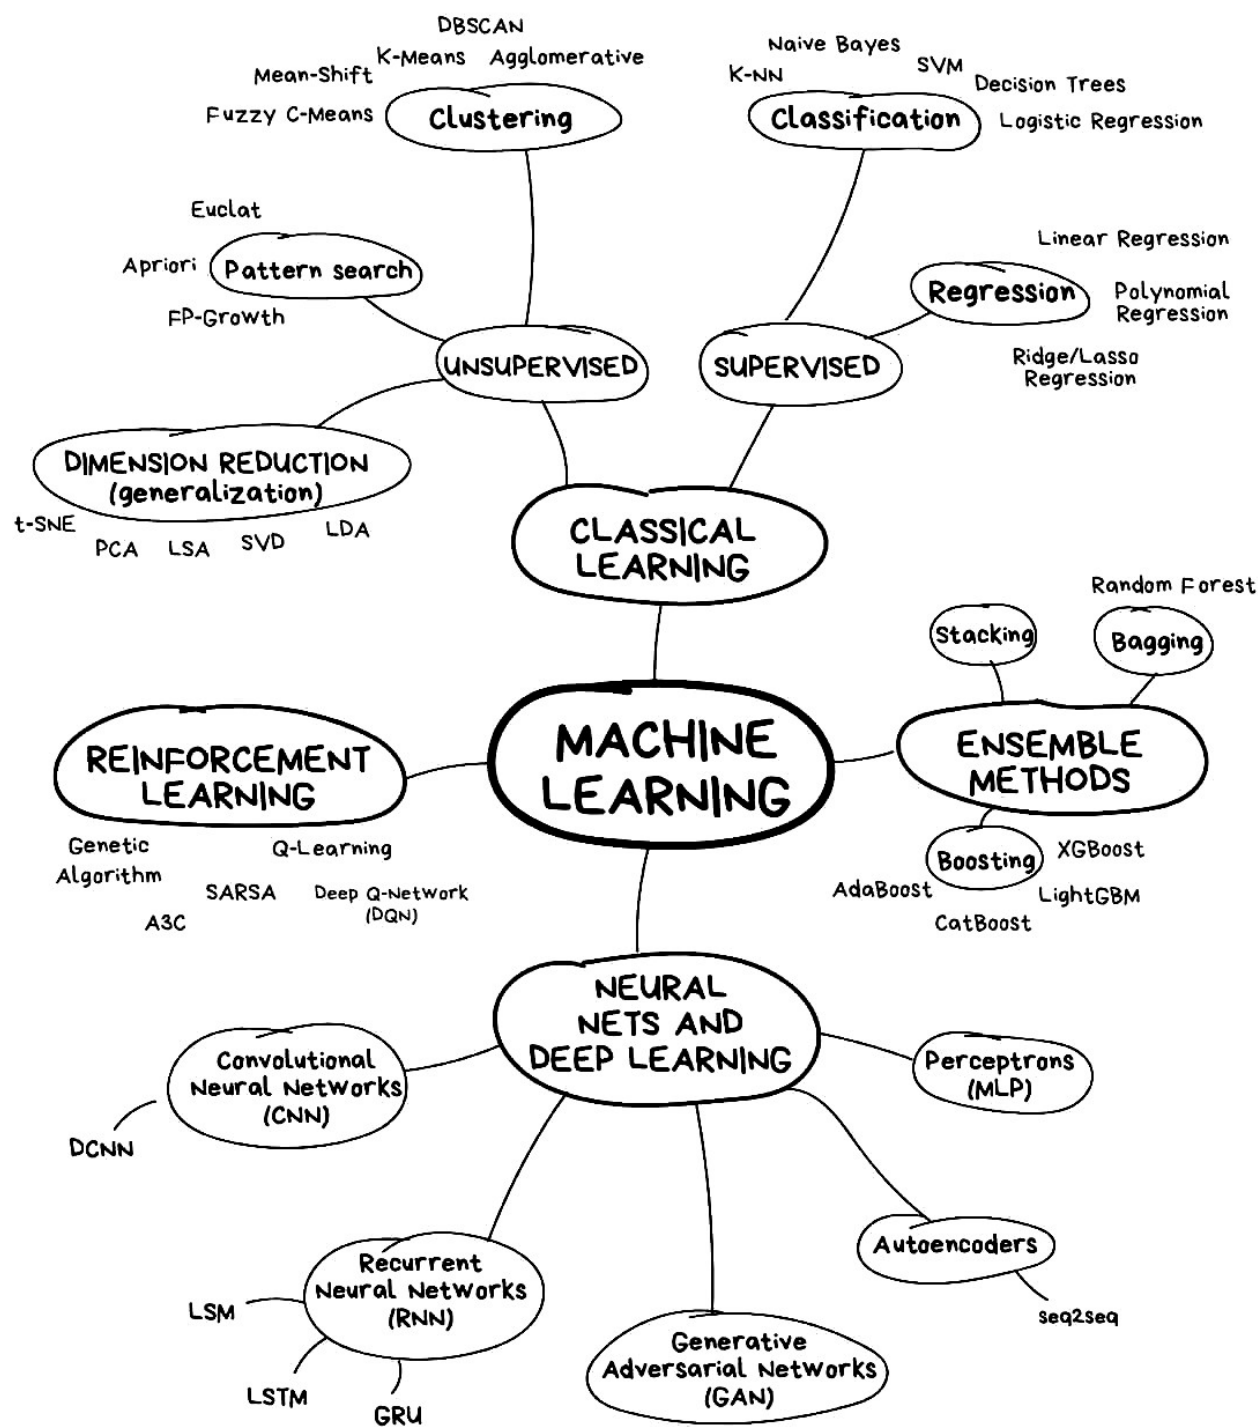 DBSCAN
K-Means
Agglomerative
Mean-Shift
Fuzzy C-Means
Clustering
Naive Bayes
K-NN
SVM
Decision Trees
Classification
Logistic Regression
Euclat
Apriori
Pattern search
FP-Growth
Linear Regression
Regression
Polynomial
Regression
Ridge/Lasso
Regression
UNSUPERVISED
SUPERVISED
DIMENSION REDUCTION
(generalization)
t-SNE
PCA
LSA
SVD
LDA
CLASSICAL
LEARNING
Random Forest
Stacking
Bagging
MACHINE
LEARNING
REINFORCEMENT
LEARNING
ENSEMBLE
METHODS
Genetic
Algorithm
Q-Learning
SARSA
Deep Q-Network
(DQN)
A3C
Boosting
XGBoost
AdaBoost
LightGBM
CatBoost
NEURAL
NETS AND
DEEP LEARNING
Convolutional
Neural Networks
(CNN)
DCNN
Perceptrons
(MLP)
Autoencoders
seq2seq
Recurrent
Neural Networks
(RNN)
LSM
LSTM
GRU
Generative
Adversarial Networks
(GAN)